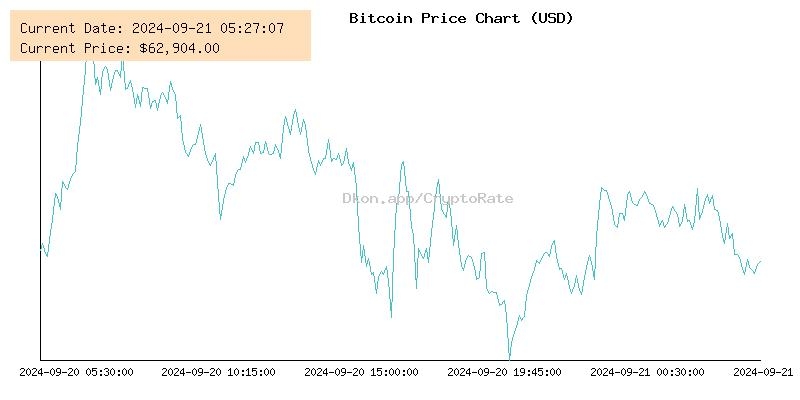 Bitcoin Price Chart (USD)
Current Date: 2024-09-21 05:27:07
Current Price: $62,904.00
Dkon.app/CryptoRate
2024-09-20 05:30:00 2024-09-20 10:15:00 2024-09-20 15:00:00 2024-09-20 19:45:00 2024-09-21 00:30:00 2024-09-21